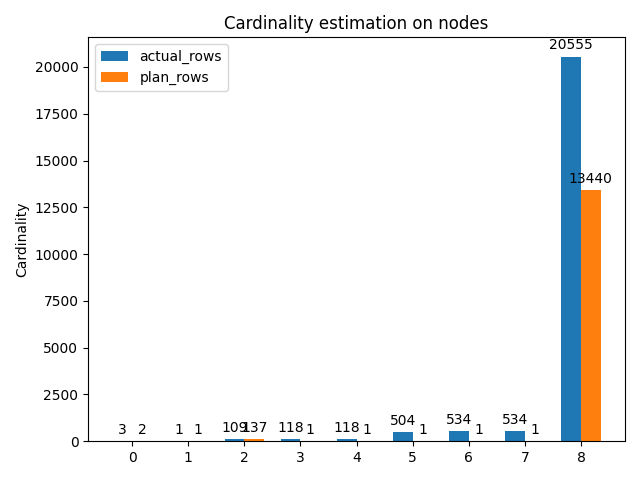 Cardinality estimation on nodes
actual_rows
plan_rows
Cardinality
20000
17500
15000
12500
10000
7500
5000
2500
0
3 2 1 1 109 137 118 1 118 1 504 1 534 1 534 1 20555 13440
0 1 2 3 4 5 6 7 8